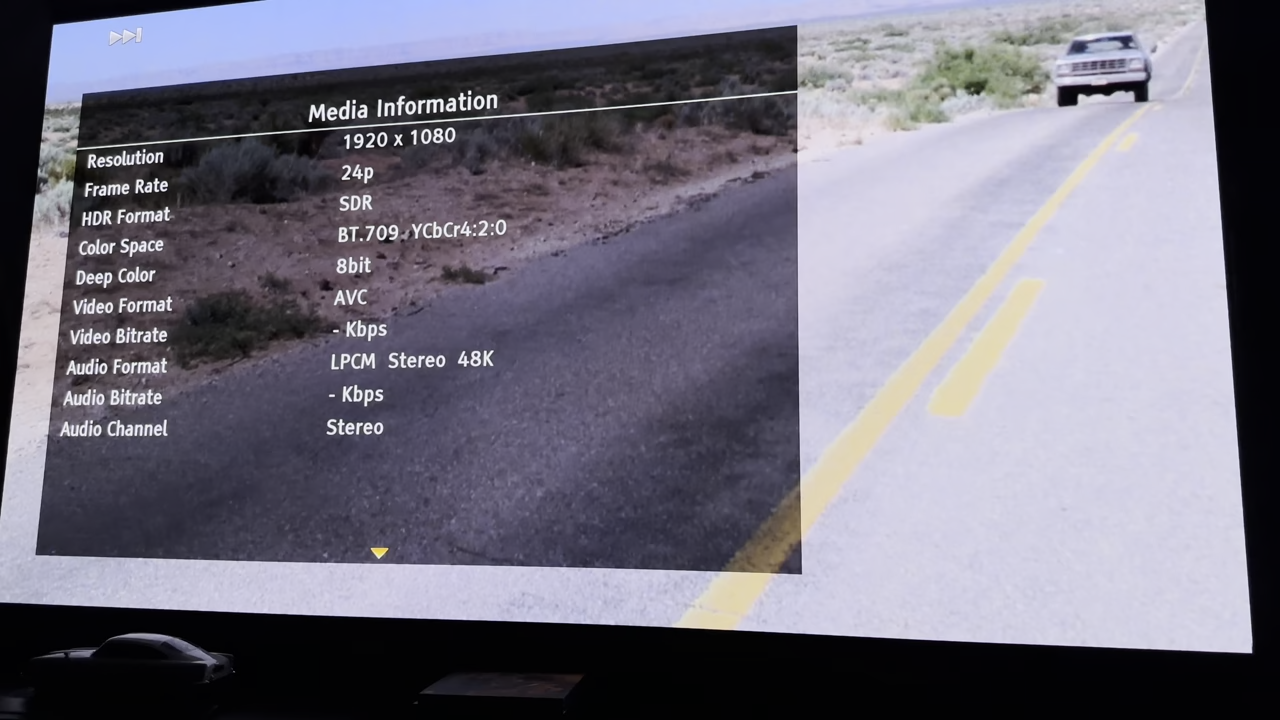 Media Information
Resolution 1920 x 1080
Frame Rate 24p
HDR Format SDR
Color Space BT.709 YCbCr4:2:0
Deep Color 8bit
Video Format AVC
Video Bitrate - Kbps
Audio Format LPCM Stereo 48K
Audio Bitrate - Kbps
Audio Channel Stereo